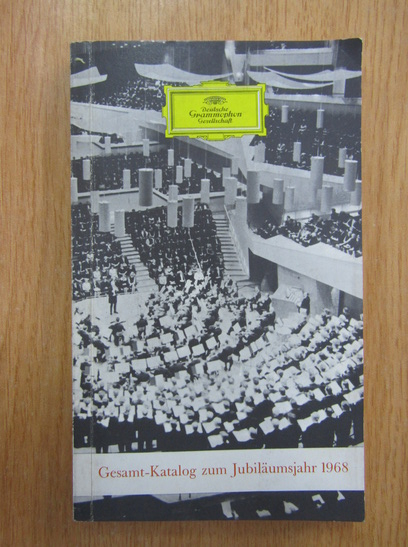 Deutsche
Grammophon
Gesellschaft
Gesamt-Katalog zum Jubiläumsjahr 1968